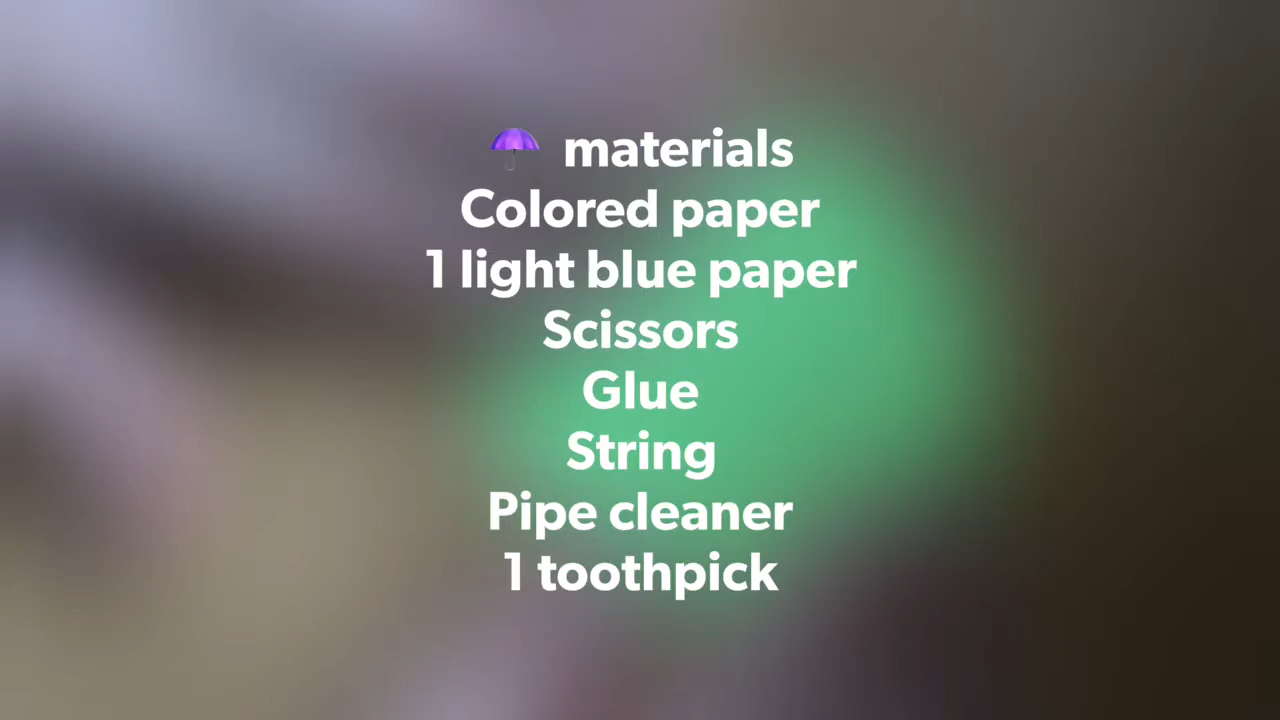 ☂ materials
Colored paper
1 light blue paper
Scissors
Glue
String
Pipe cleaner
1 toothpick